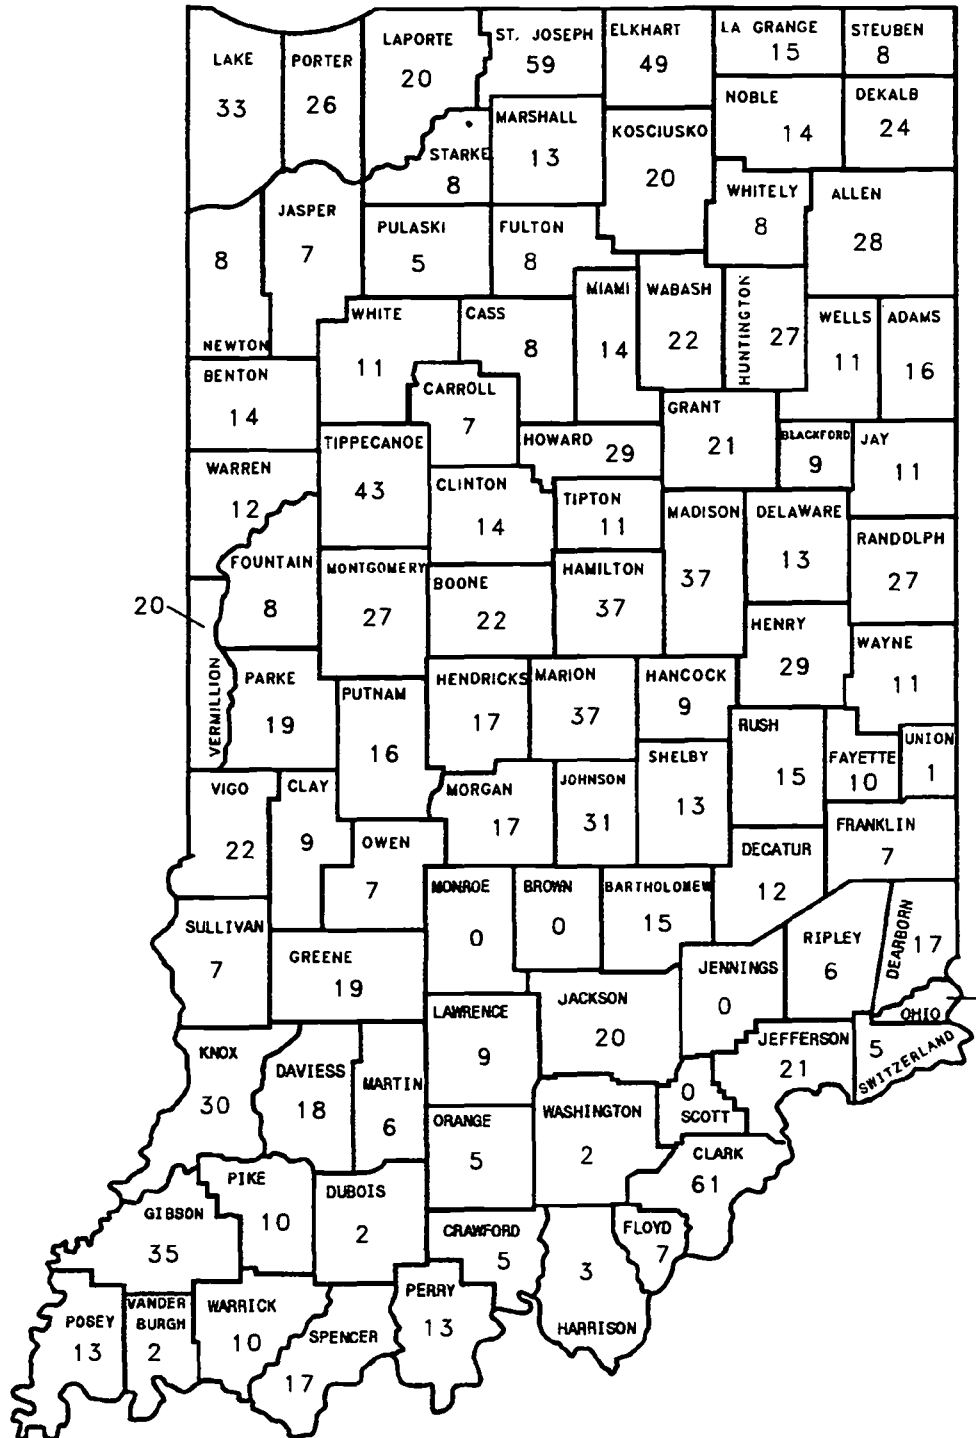 LAKE
33
PORTER
26
LAPORTE
20
ST. JOSEPH
59
ELKHART
49
LA GRANGE
15
STEUBEN
8
NOBLE
14
DEKALB
24
STARKE
8
MARSHALL
13
KOSCIUSKO
20
WHITELY
8
ALLEN
28
NEWTON
8
JASPER
7
PULASKI
5
FULTON
8
MIAMI
14
WABASH
22
HUNTINGTON
27
WELLS
11
ADAMS
16
WHITE
11
CASS
8
BENTON
14
CARROLL
7
GRANT
21
TIPPECANOE
43
HOWARD
29
BLACKFORD
9
JAY
11
WARREN
12
CLINTON
14
TIPTON
11
MADISON
37
DELAWARE
13
RANDOLPH
27
FOUNTAIN
8
MONTGOMERY
27
BOONE
22
HAMILTON
37
20
VERMILLION
HENRY
29
WAYNE
11
PARKE
19
PUTNAM
16
HENDRICKS
17
MARION
37
HANCOCK
9
RUSH
15
FAYETTE
10
UNION
1
SHELBY
13
VIGO
22
CLAY
9
MORGAN
17
JOHNSON
31
OWEN
7
DECATUR
12
FRANKLIN
7
MONROE
0
BROWN
0
BARTHOLOMEW
15
SULLIVAN
7
GREENE
19
RIPLEY
6
DEARBORN
17
JENNINGS
0
JACKSON
20
LAWRENCE
9
OHIO
KNOX
30
DAVIESS
18
MARTIN
6
JEFFERSON
21
SWITZERLAND
5
0
SCOTT
ORANGE
5
WASHINGTON
2
CLARK
61
PIKE
10
DUBOIS
2
GIBSON
35
CRAWFORD
5
FLOYD
7
3
HARRISON
POSEY
13
VANDER
BURGH
2
WARRICK
10
SPENCER
17
PERRY
13